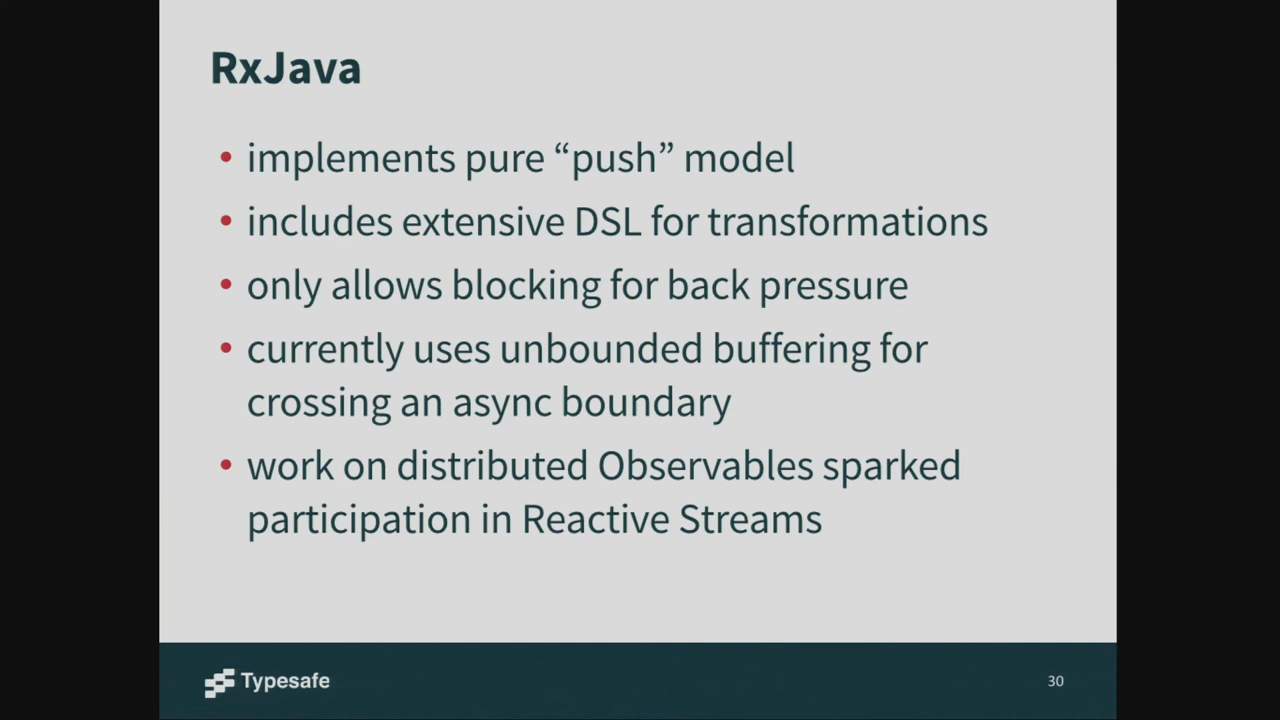 RxJava
• implements pure “push” model
• includes extensive DSL for transformations
• only allows blocking for back pressure
• currently uses unbounded buffering for
crossing an async boundary
• work on distributed Observables sparked
participation in Reactive Streams
Typesafe
30